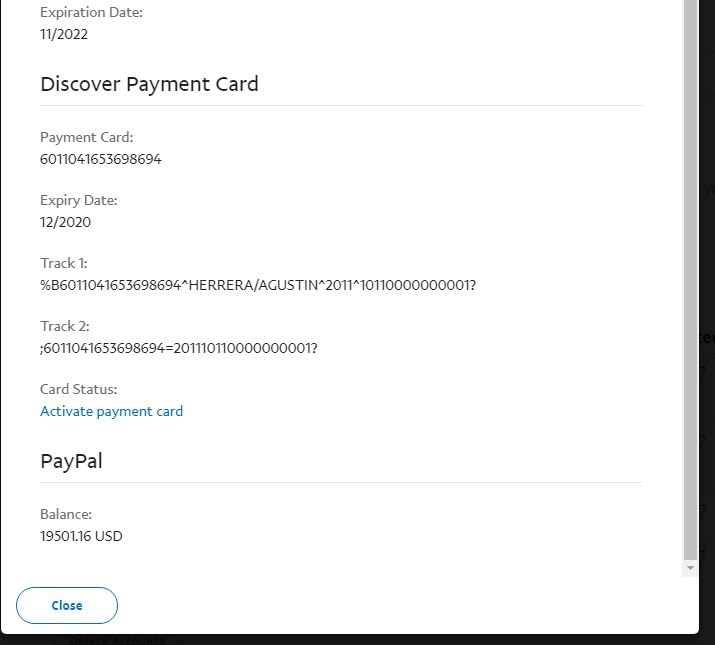 Expiration Date:
11/2022
Discover Payment Card
Payment Card:
6011041653698694
Expiry Date:
12/2020
Track 1:
%B6011041653698694^HERRERA/AGUSTIN^2011^10110000000001?
Track 2:
;6011041653698694=201110110000000001?
Card Status:
Activate payment card
PayPal
Balance:
19501.16 USD
Close